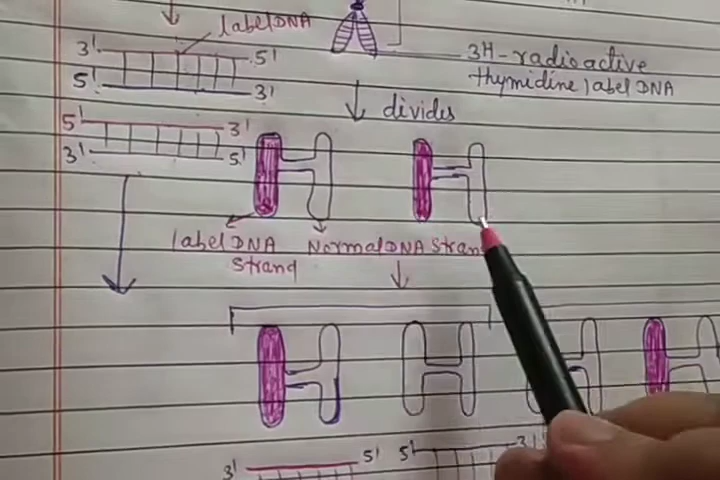 label DNA
3' 5'
5' 3'
3H-radioactive
thymidine label DNA
divides
5' 3'
3' 5'
label DNA Normal DNA Stran
Strand
3' 5' 5' 3'